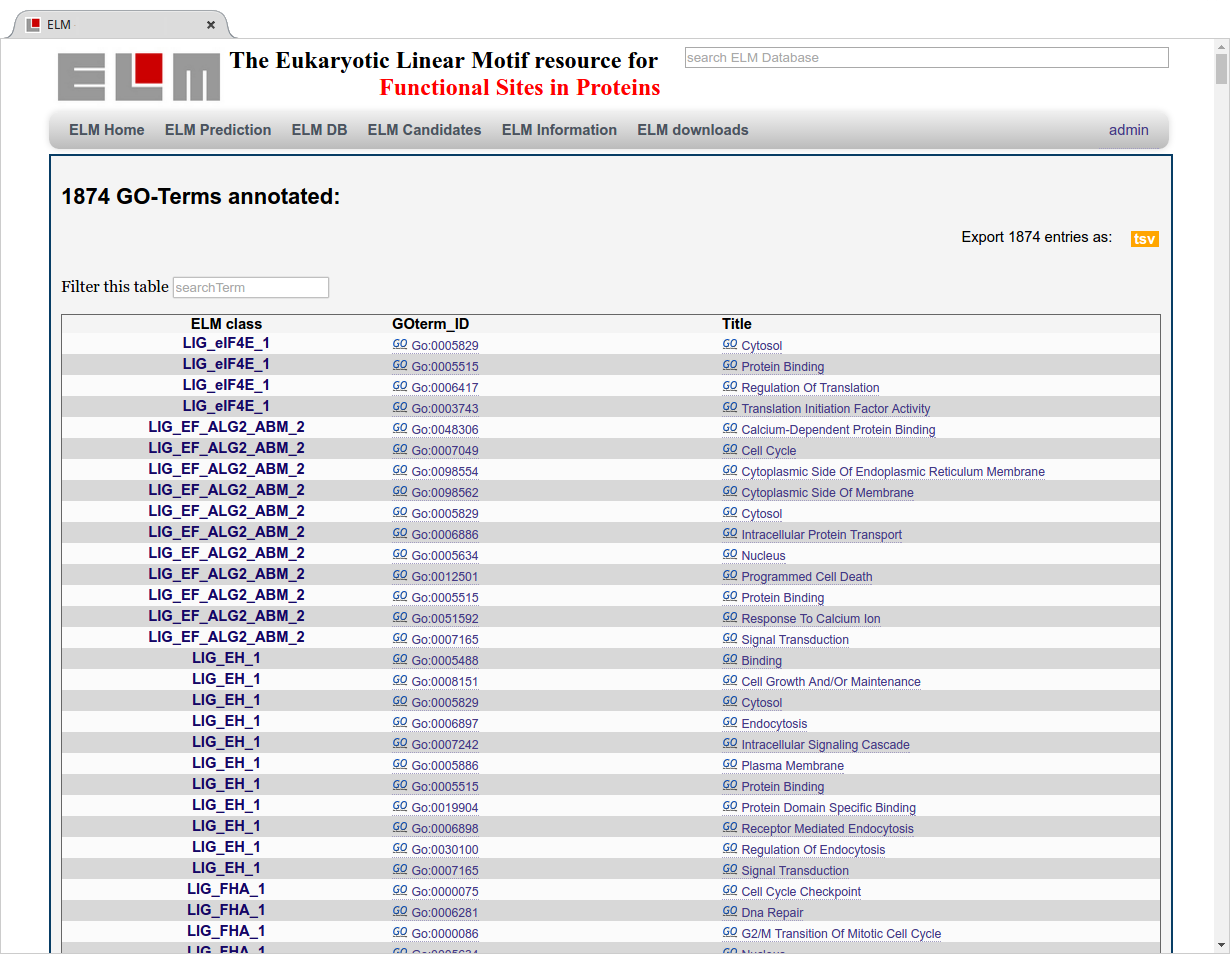 ELM
ELM The Eukaryotic Linear Motif resource for
Functional Sites in Proteins
search ELM Database
ELM Home ELM Prediction ELM DB ELM Candidates ELM Information ELM downloads admin
1874 GO-Terms annotated:
Export 1874 entries as: tsv
Filter this table searchTerm
ELM class GOterm_ID Title
LIG_eIF4E_1 GO Go:0005829 GO Cytosol
LIG_eIF4E_1 GO Go:0005515 GO Protein Binding
LIG_eIF4E_1 GO Go:0006417 GO Regulation Of Translation
LIG_eIF4E_1 GO Go:0003743 GO Translation Initiation Factor Activity
LIG_EF_ALG2_ABM_2 GO Go:0048306 GO Calcium-Dependent Protein Binding
LIG_EF_ALG2_ABM_2 GO Go:0007049 GO Cell Cycle
LIG_EF_ALG2_ABM_2 GO Go:0098554 GO Cytoplasmic Side Of Endoplasmic Reticulum Membrane
LIG_EF_ALG2_ABM_2 GO Go:0098562 GO Cytoplasmic Side Of Membrane
LIG_EF_ALG2_ABM_2 GO Go:0005829 GO Cytosol
LIG_EF_ALG2_ABM_2 GO Go:0006886 GO Intracellular Protein Transport
LIG_EF_ALG2_ABM_2 GO Go:0005634 GO Nucleus
LIG_EF_ALG2_ABM_2 GO Go:0012501 GO Programmed Cell Death
LIG_EF_ALG2_ABM_2 GO Go:0005515 GO Protein Binding
LIG_EF_ALG2_ABM_2 GO Go:0051592 GO Response To Calcium Ion
LIG_EF_ALG2_ABM_2 GO Go:0007165 GO Signal Transduction
LIG_EH_1 GO Go:0005488 GO Binding
LIG_EH_1 GO Go:0008151 GO Cell Growth And/Or Maintenance
LIG_EH_1 GO Go:0005829 GO Cytosol
LIG_EH_1 GO Go:0006897 GO Endocytosis
LIG_EH_1 GO Go:0007242 GO Intracellular Signaling Cascade
LIG_EH_1 GO Go:0005886 GO Plasma Membrane
LIG_EH_1 GO Go:0005515 GO Protein Binding
LIG_EH_1 GO Go:0019904 GO Protein Domain Specific Binding
LIG_EH_1 GO Go:0006898 GO Receptor Mediated Endocytosis
LIG_EH_1 GO Go:0030100 GO Regulation Of Endocytosis
LIG_EH_1 GO Go:0007165 GO Signal Transduction
LIG_FHA_1 GO Go:0000075 GO Cell Cycle Checkpoint
LIG_FHA_1 GO Go:0006281 GO Dna Repair
LIG_FHA_1 GO Go:0000086 GO G2/M Transition Of Mitotic Cell Cycle
LIG_FHA_1 GO Go:0005634 GO Nucleus